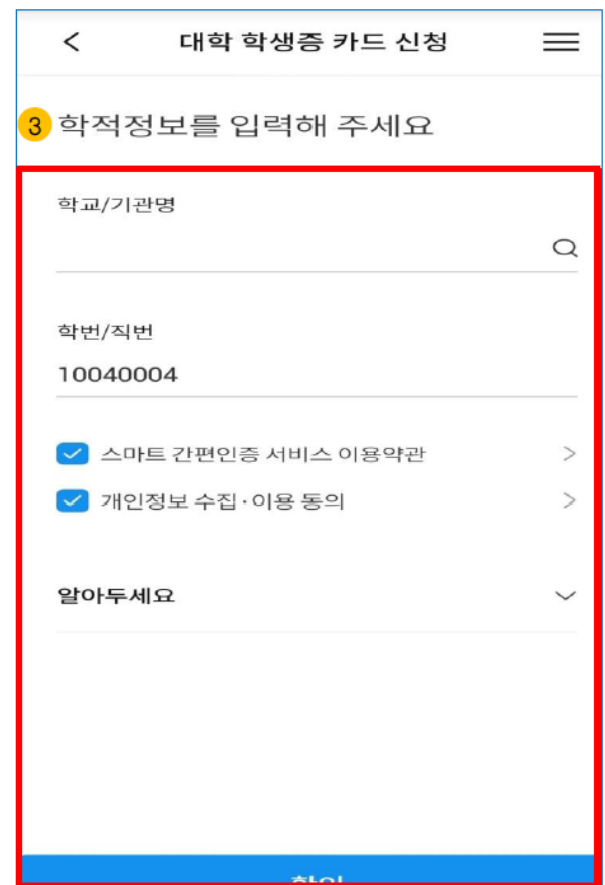 대학 학생증 카드 신청
3 학적정보를 입력해 주세요
학교/기관명
학번/직번
10040004
스마트 간편인증 서비스 이용약관
개인정보 수집·이용 동의
알아두세요